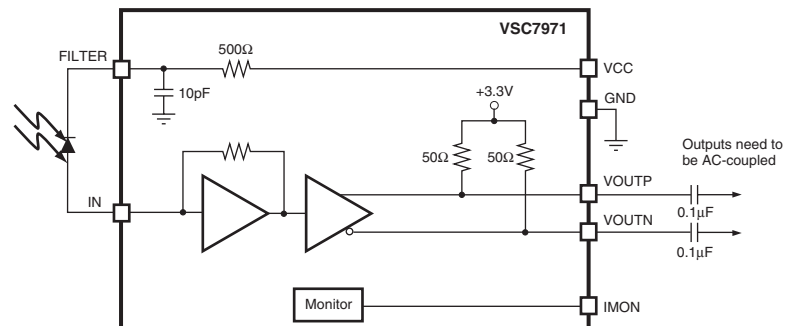 VSC7971
FILTER
500Ω
VCC
10pF
+3.3V
GND
50Ω
50Ω
Outputs need to
be AC-coupled
VOUTP
0.1μF
IN
VOUTN
0.1μF
Monitor
IMON